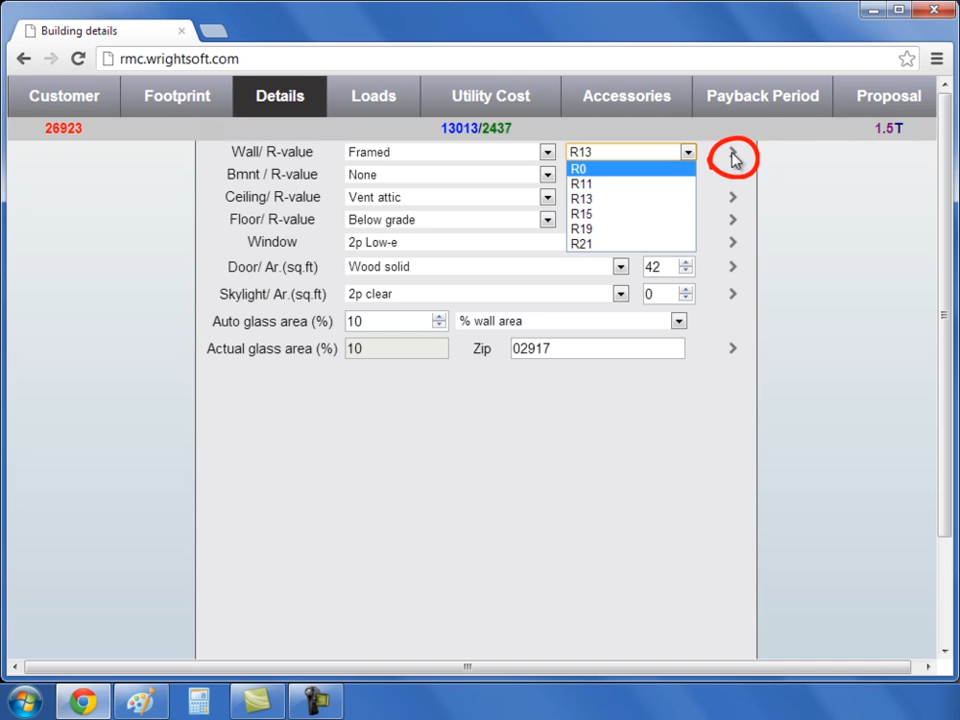 Building details
rmc.wrightsoft.com
Customer Footprint Details Loads Utility Cost Accessories Payback Period Proposal
26923 13013/2437 1.5T
Wall/ R-value Framed R13
R0
Bmnt / R-value None
R11
Ceiling/ R-value Vent attic R13
R15
Floor/ R-value Below grade
R19
Window 2p Low-e R21
Door/ Ar.(sq.ft) Wood solid 42
Skylight/ Ar.(sq.ft) 2p clear 0
Auto glass area (%) 10 % wall area
Actual glass area (%) 10 Zip 02917